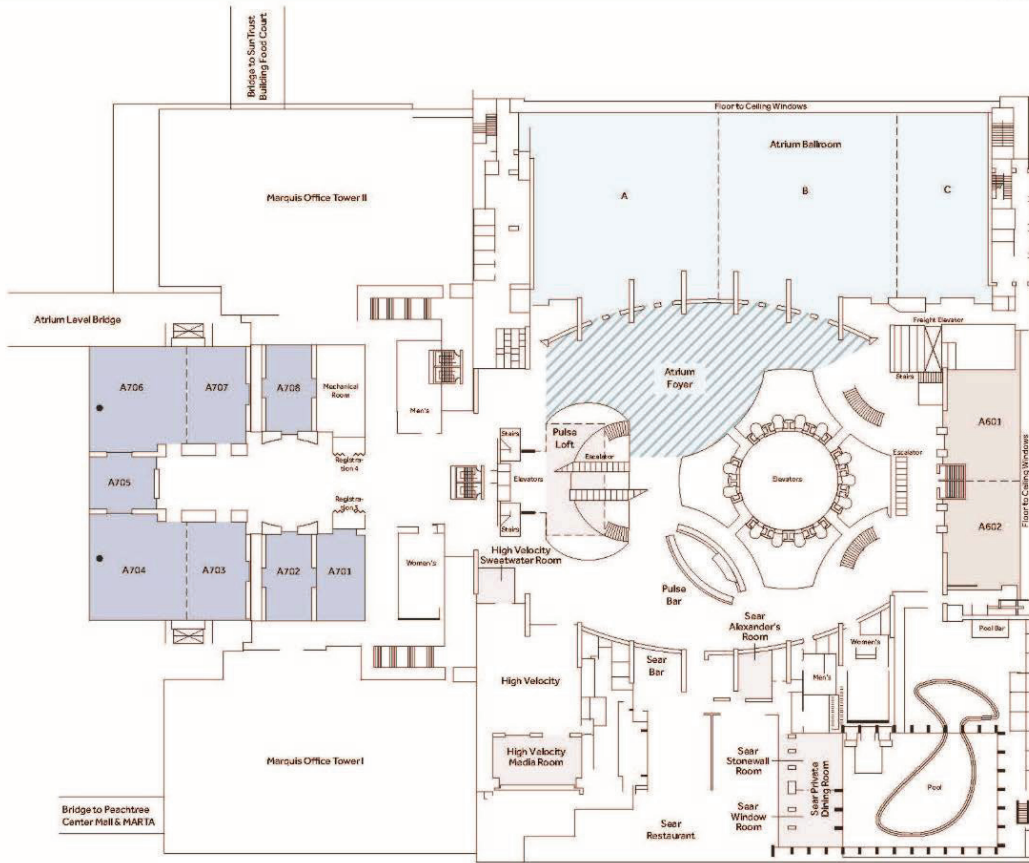 Bridge to SunTrust
Building Food Court
Floor to Ceiling Windows
Atrium Ballroom
Marquis Office Tower II
A
B
C
Atrium Level Bridge
Freight Elevator
A706
A707
A708
Mechanical
Room
Men's
Atrium
Foyer
Stairs
A601
Stairs
Pulse
Loft
Escalator
Escalator
Registra-
tion 4
A705
Elevators
Elevators
Floor to Ceiling Windows
Registra-
tion 5
Stairs
A602
A704
A703
A702
A701
Women's
High Velocity
Sweetwater Room
Pulse
Bar
Sear
Alexander's
Room
Pool Bar
Women's
Sear
Bar
Men's
High Velocity
High Velocity
Media Room
Sear
Stonewall
Room
Marquis Office Tower I
Sear Private
Dining Room
Pool
Bridge to Peachtree
Center Mall & MARTA
Sear
Window
Room
Sear
Restaurant